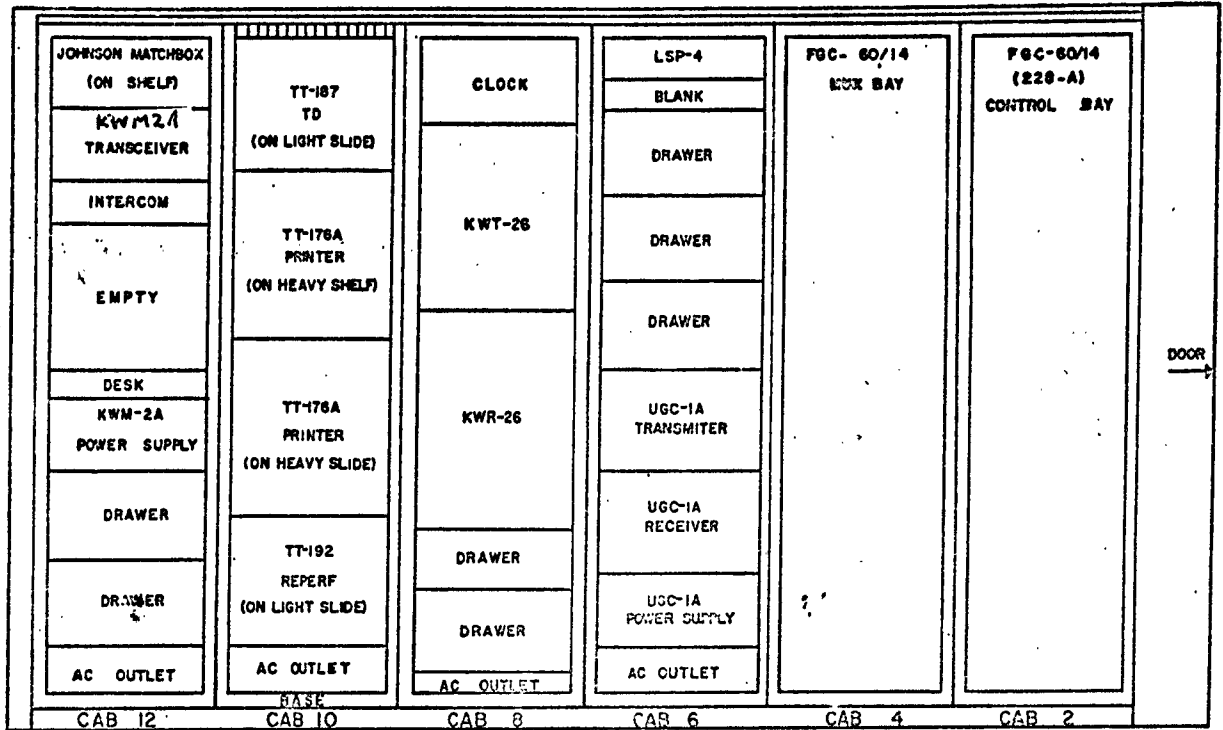 JOHNSON MATCHBOX
(ON SHELF)
KWM2A
TRANSCEIVER
INTERCOM
EMPTY
DESK
KWM-2A
POWER SUPPLY
DRAWER
DRAWER
AC OUTLET
CAB 12
TT-187
TD
(ON LIGHT SLIDE)
TT-176A
PRINTER
(ON HEAVY SHELF)
TT-176A
PRINTER
(ON HEAVY SLIDE)
TT-192
REPERF
(ON LIGHT SLIDE)
AC OUTLET
BASE
CAB 10
CLOCK
KWT-26
KWR-26
DRAWER
DRAWER
AC OUTLET
CAB 8
LSP-4
BLANK
DRAWER
DRAWER
DRAWER
UGC-1A
TRANSMITER
UGC-1A
RECEIVER
UGC-1A
POWER SUPPLY
AC OUTLET
CAB 6
FGC-60/14
MUX BAY
CAB 4
FGC-60/14
(228-A)
CONTROL BAY
CAB 2
DOOR